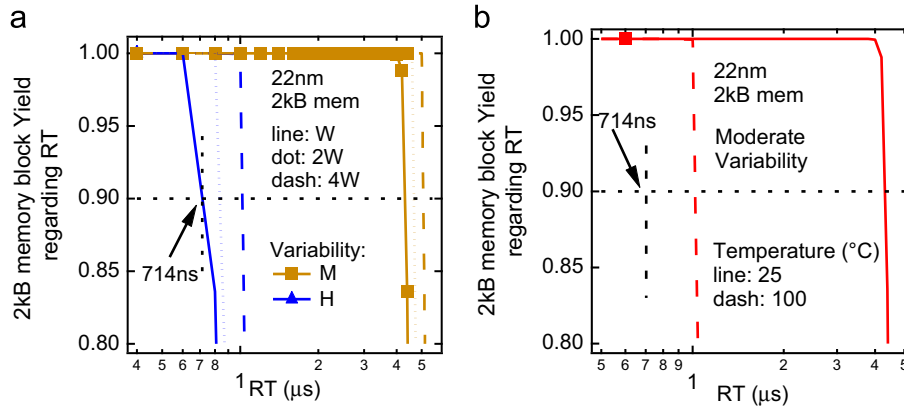 a
2kB memory block Yield
regarding RT
1.00
0.95
0.90
0.85
0.80
22nm
2kB mem
line: W
dot: 2W
dash: 4W
714ns
Variability:
M
H
4 5 6 7 8 1 2 3 4 5
RT (μs)
b
2kB memory block Yield
regarding RT
1.00
0.95
0.90
0.85
0.80
22nm
2kB mem
714ns
Moderate
Variability
Temperature (°C)
line: 25
dash: 100
5 6 7 8 9 1 2 3 4 5
RT (μs)